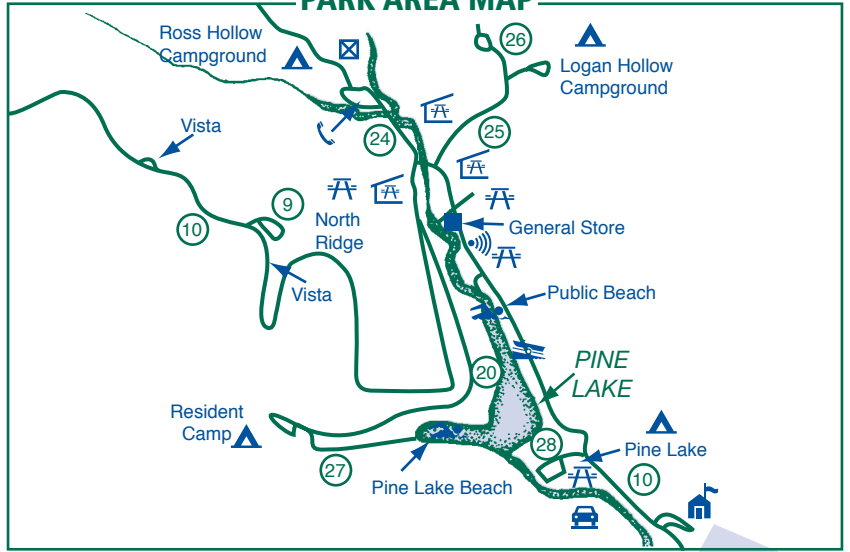 PARK AREA MAP
Ross Hollow
Campground
26
Logan Hollow
Campground
Vista
24
25
9
10
North
Ridge
General Store
Vista
Public Beach
20
PINE
LAKE
Resident
Camp
28
Pine Lake
27
10
Pine Lake Beach